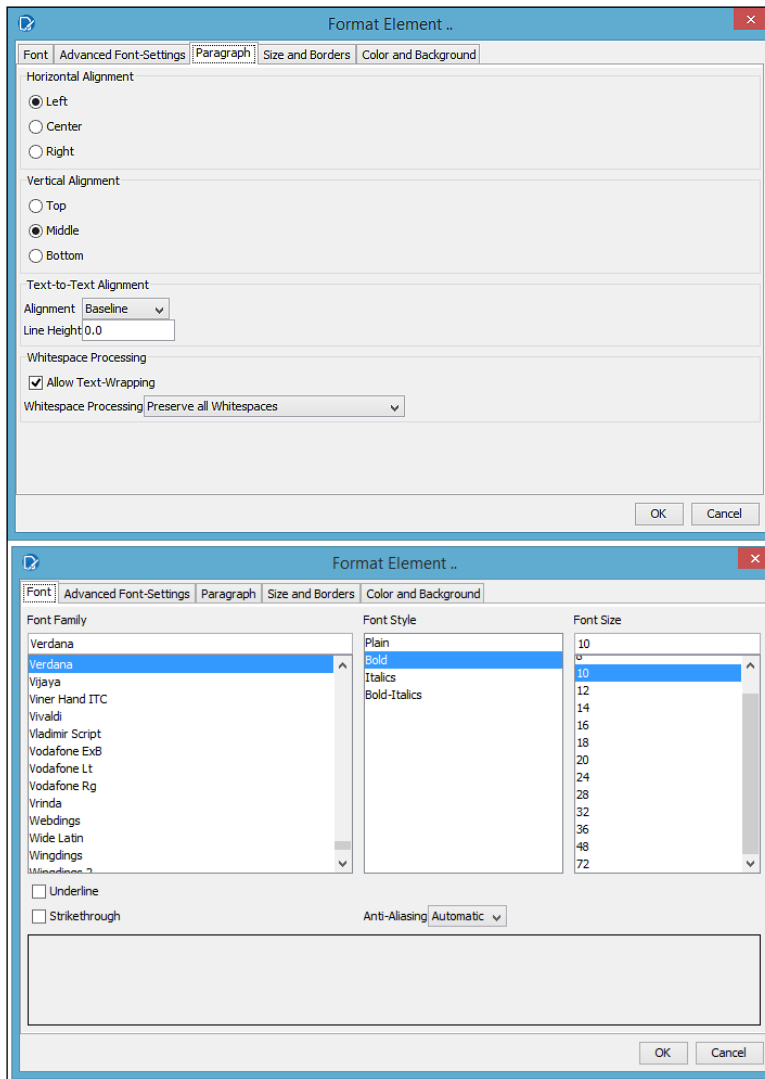 Format Element ..
Font Advanced Font-Settings Paragraph Size and Borders Color and Background
Horizontal Alignment
Left
Center
Right
Vertical Alignment
Top
Middle
Bottom
Text-to-Text Alignment
Alignment Baseline
Line Height 0.0
Whitespace Processing
Allow Text-Wrapping
Whitespace Processing Preserve all Whitespaces
OK Cancel
Format Element ..
Font Advanced Font-Settings Paragraph Size and Borders Color and Background
Font Family Font Style Font Size
Verdana Plain 10
Verdana Bold
Vijaya Italics 10
Viner Hand ITC Bold-Italics 12
Vivaldi 14
Vladimir Script 16
Vodafone ExB 18
Vodafone Lt 20
Vodafone Rg 24
Vrinda 28
Webdings 32
Wide Latin 36
Wingdings 48
Wingdings 2 72
Underline
Strikethrough Anti-Aliasing Automatic
OK Cancel